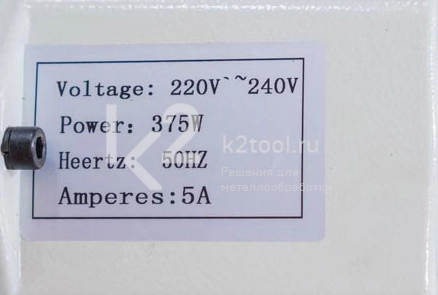 Voltage: 220V`~240V
Power: 375W
k2tool.ru
Heertz: 50HZ
Решения для
металлообработки
Amperes:5A